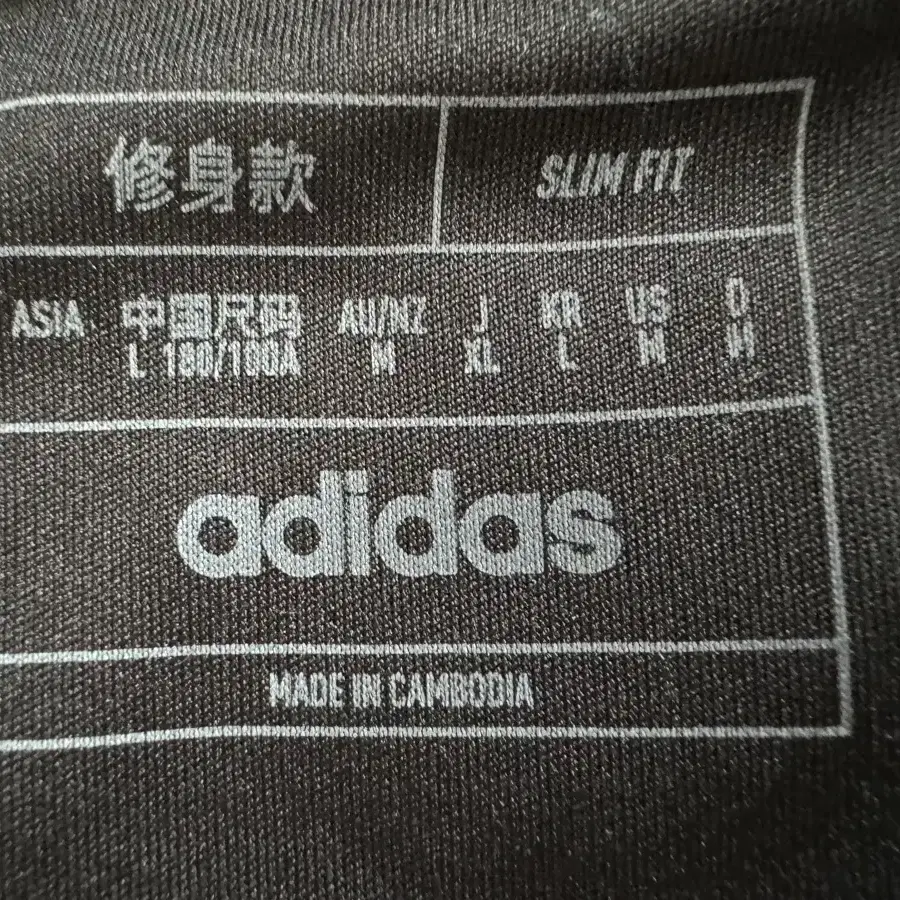 修身款 SLIM FIT
ASIA 中国尺码 AU/NZ J KR US D
L 180/100A M XL L M M
adidas
MADE IN CAMBODIA